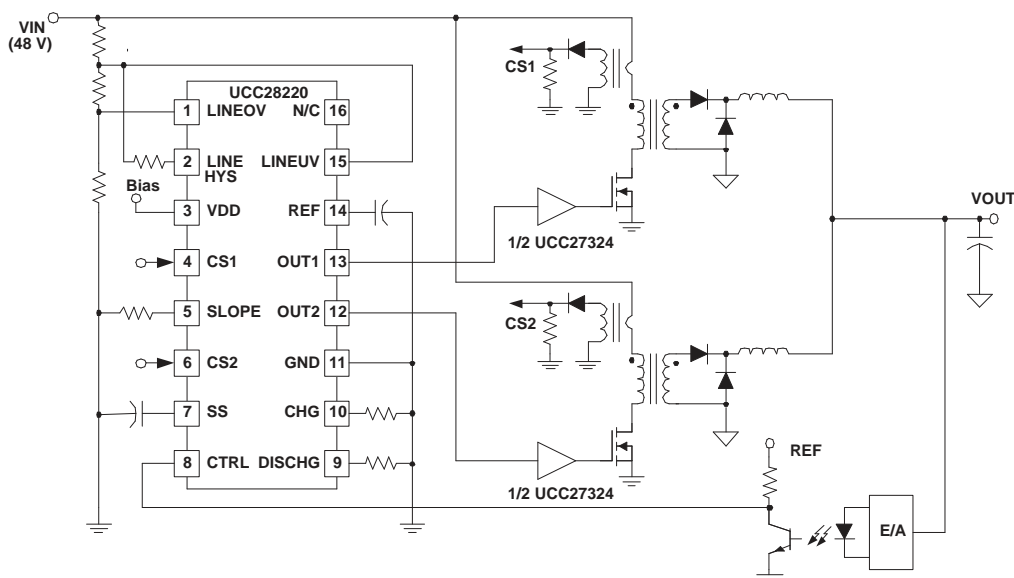 VIN
(48 V)
UCC28220
1 LINEOV N/C 16
2 LINE HYS LINEUV 15
Bias
3 VDD REF 14
4 CS1 OUT1 13
5 SLOPE OUT2 12
6 CS2 GND 11
7 SS CHG 10
8 CTRL DISCHG 9
CS1
1/2 UCC27324
CS2
1/2 UCC27324
VOUT
REF
E/A